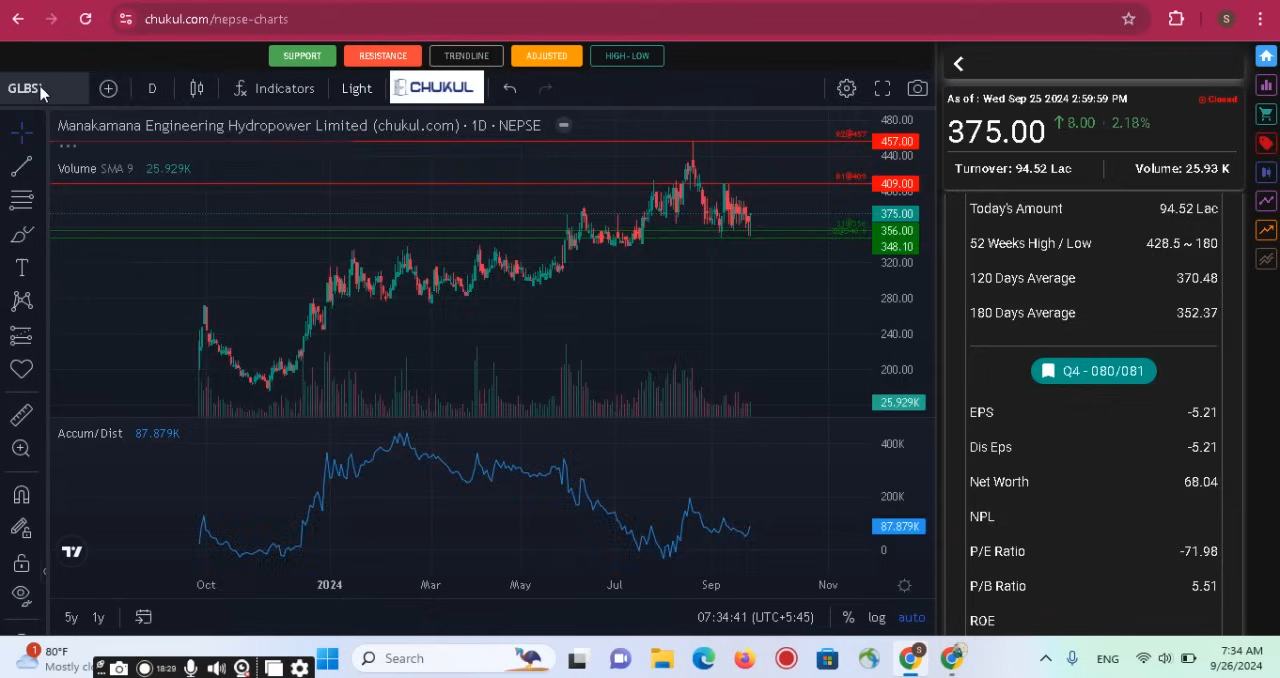 chukul.com/nepse-charts
S
SUPPORT
RESISTANCE
TRENDLINE
ADJUSTED
HIGH-LOW
GLBS
D
Indicators
Light
CHUKUL
Manakamana Engineering Hydropower Limited (chukul.com) · 1D · NEPSE
Volume SMA 9 25.929K
480.00
457.00
440.00
409.00
375.00
356.00
348.10
320.00
280.00
240.00
200.00
25.929K
Accum/Dist 87.879K
400K
200K
87.879K
0
Oct
2024
Mar
May
Jul
Sep
Nov
5y
1y
07:34:41 (UTC+5:45)
%
log
auto
As of : Wed Sep 25 2024 2:59:59 PM
Closed
375.00 ↑ 8.00 · 2.18%
Turnover: 94.52 Lac
Volume: 25.93 K
Today's Amount 94.52 Lac
52 Weeks High / Low 428.5 ~ 180
120 Days Average 370.48
180 Days Average 352.37
Q4 - 080/081
EPS -5.21
Dis Eps -5.21
Net Worth 68.04
NPL
P/E Ratio -71.98
P/B Ratio 5.51
ROE
1
80°F
Mostly
18:29
Search
S
ENG
7:34 AM
9/26/2024